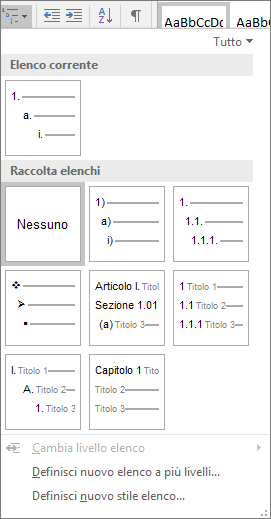 AaBbCcDc AaBbC
Tutto
Elenco corrente
1.
a.
i.
Raccolta elenchi
Nessuno
1)
a)
i)
1.
1.1.
1.1.1.
Articolo I. Titol
Sezione 1.01
(a) Titolo 3
1 Titolo 1
1.1 Titolo 2
1.1.1 Titolo 3
I. Titolo 1
A. Titolo 2
1. Titolo 3
Capitolo 1 Tito
Titolo 2
Titolo 3
Cambia livello elenco
Definisci nuovo elenco a più livelli...
Definisci nuovo stile elenco...